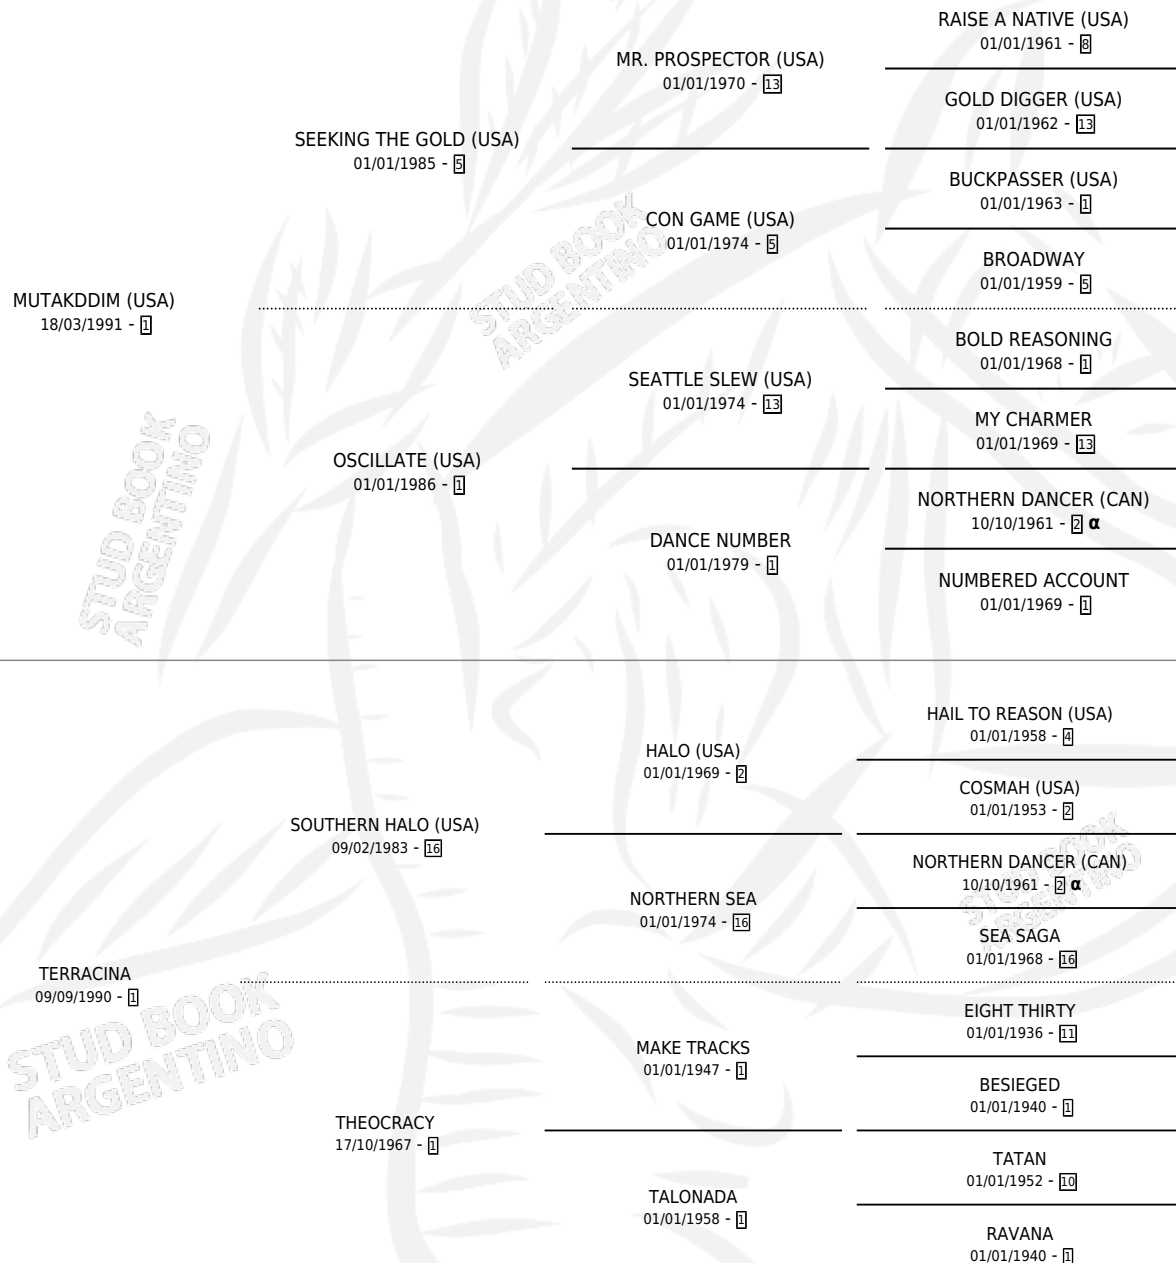 RAISE A NATIVE (USA)
01/01/1961 - 8
MR. PROSPECTOR (USA)
01/01/1970 - 13
GOLD DIGGER (USA)
01/01/1962 - 13
SEEKING THE GOLD (USA)
01/01/1985 - 5
BUCKPASSER (USA)
01/01/1963 - 1
CON GAME (USA)
01/01/1974 - 5
BROADWAY
01/01/1959 - 5
MUTAKDDIM (USA)
18/03/1991 - 1
BOLD REASONING
01/01/1968 - 1
SEATTLE SLEW (USA)
01/01/1974 - 13
MY CHARMER
01/01/1969 - 13
OSCILLATE (USA)
01/01/1986 - 1
NORTHERN DANCER (CAN)
10/10/1961 - 2 α
DANCE NUMBER
01/01/1979 - 1
NUMBERED ACCOUNT
01/01/1969 - 1
HAIL TO REASON (USA)
01/01/1958 - 4
HALO (USA)
01/01/1969 - 2
COSMAH (USA)
01/01/1953 - 2
SOUTHERN HALO (USA)
09/02/1983 - 16
NORTHERN DANCER (CAN)
10/10/1961 - 2 α
NORTHERN SEA
01/01/1974 - 16
SEA SAGA
01/01/1968 - 16
TERRACINA
09/09/1990 - 1
EIGHT THIRTY
01/01/1936 - 11
MAKE TRACKS
01/01/1947 - 1
BESIEGED
01/01/1940 - 1
THEOCRACY
17/10/1967 - 1
TATAN
01/01/1952 - 10
TALONADA
01/01/1958 - 1
RAVANA
01/01/1940 - 1
STUD BOOK
ARGENTINO
STUD BOOK
ARGENTINO
STUD BOOK
ARGENTINO
STUD BOOK
ARGENTINO